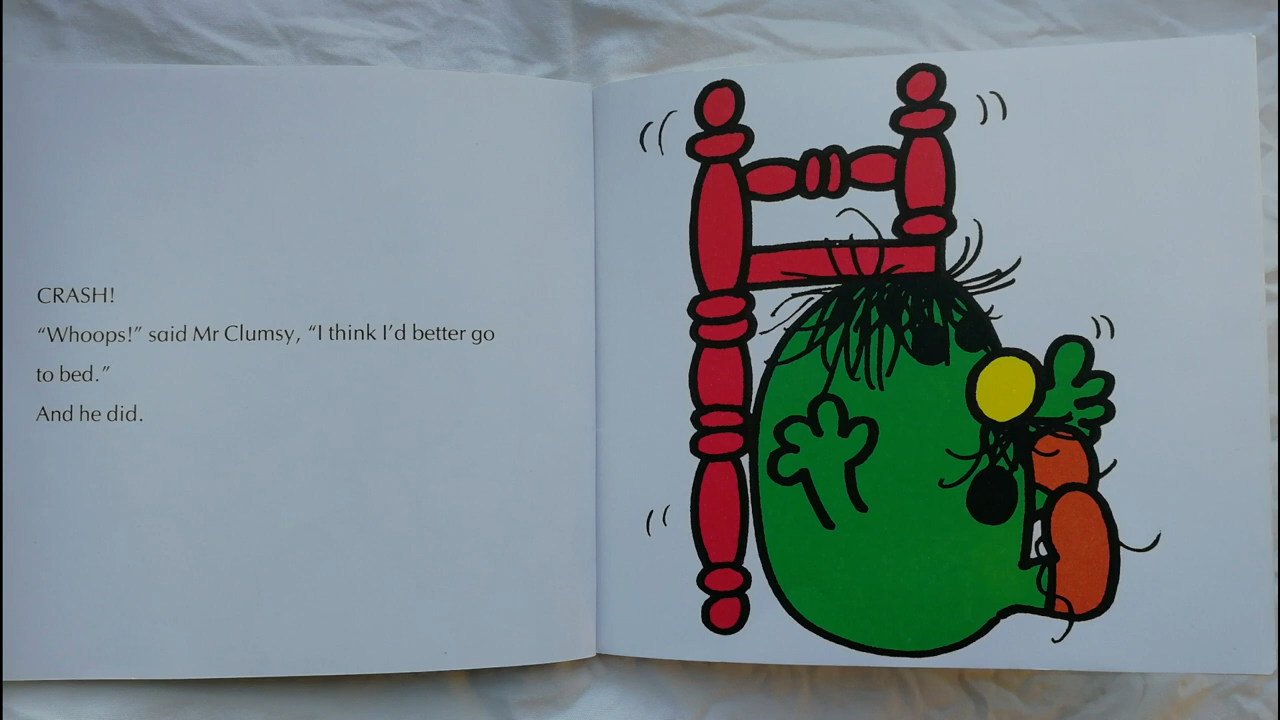 CRASH!
“Whoops!” said Mr Clumsy, “I think I’d better go
to bed.”
And he did.